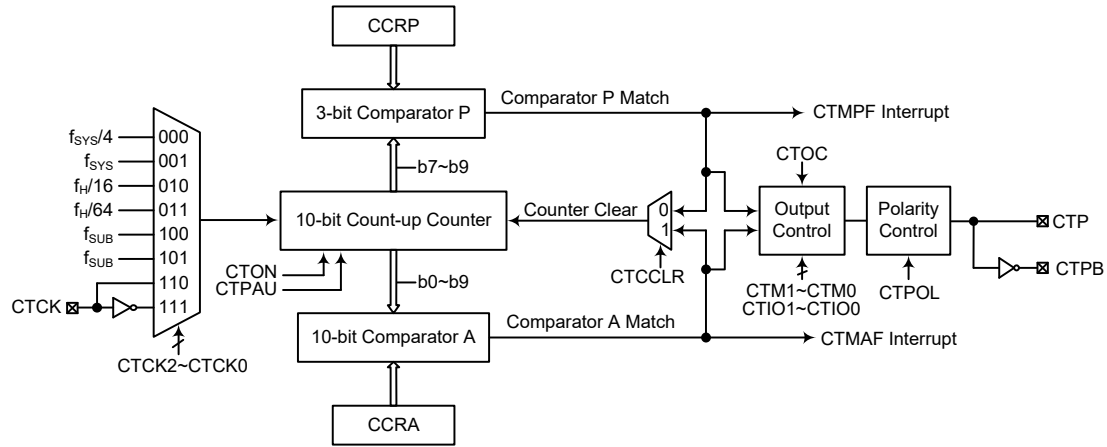 CCRP
3-bit Comparator P
Comparator P Match
CTMPF Interrupt
fSYS/4
000
fSYS
001
fH/16
010
fH/64
011
fSUB
100
fSUB
101
110
CTCK
111
CTCK2~CTCK0
b7~b9
10-bit Count-up Counter
Counter Clear
0
1
CTCCLR
CTOC
Output
Control
Polarity
Control
CTP
CTPB
CTON
CTPAU
b0~b9
CTM1~CTM0
CTIO1~CTIO0
CTPOL
10-bit Comparator A
Comparator A Match
CTMAF Interrupt
CCRA